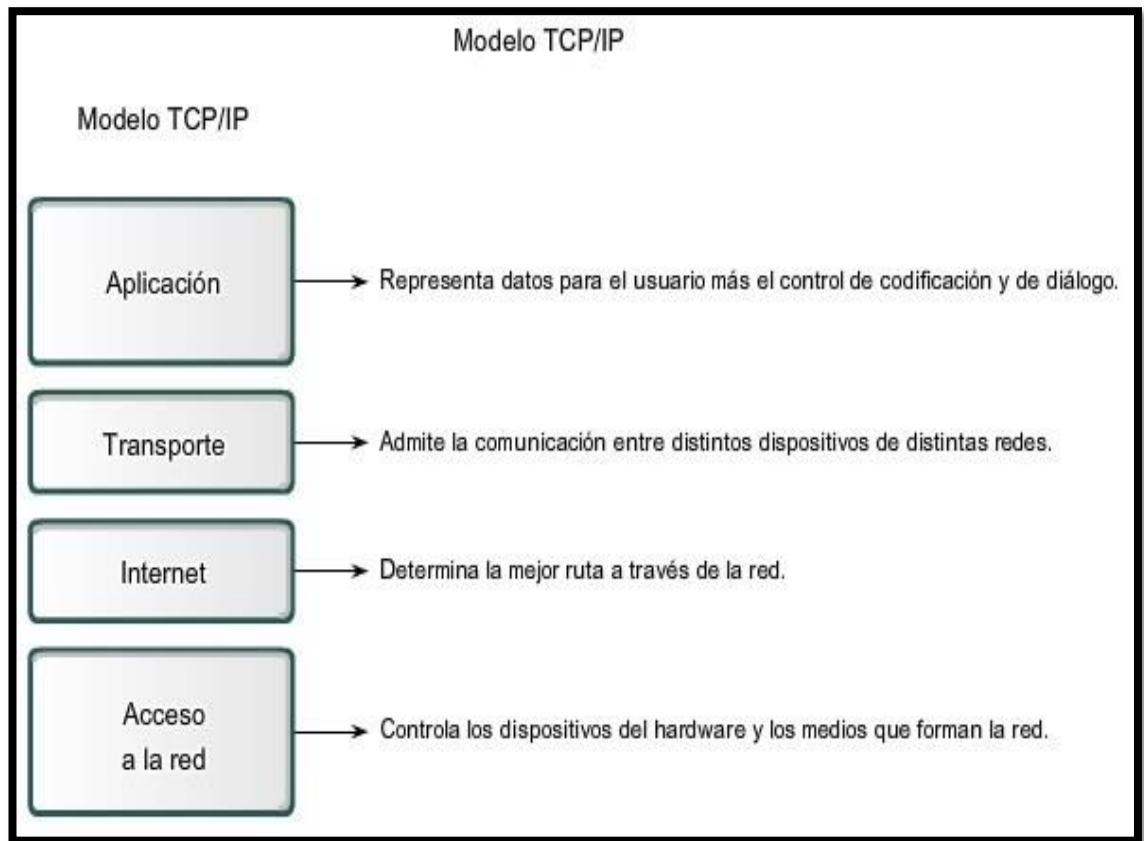 Modelo TCP/IP
Modelo TCP/IP
Aplicación
Representa datos para el usuario más el control de codificación y de diálogo.
Transporte
Admite la comunicación entre distintos dispositivos de distintas redes.
Internet
Determina la mejor ruta a través de la red.
Acceso
a la red
Controla los dispositivos del hardware y los medios que forman la red.